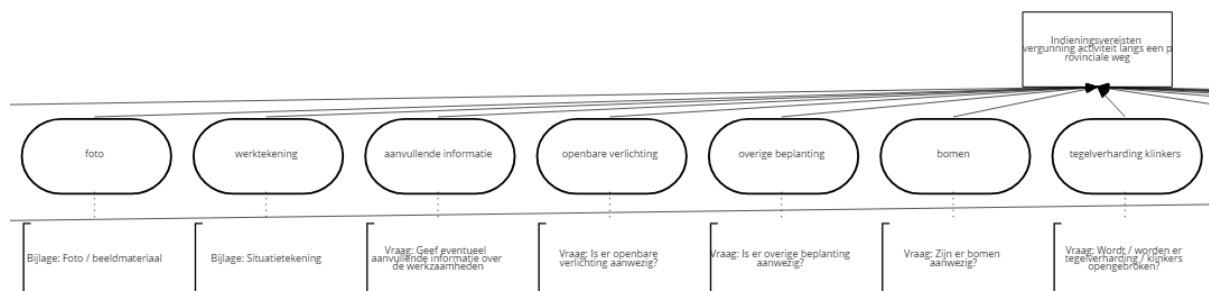 Indieningsvereisten
vergunning activiteit langs een p
rovinciale weg
foto
werktekening
aanvullende informatie
openbare verlichting
overige beplanting
bomen
tegelverharding klinkers
Bijlage: Foto / beeldmateriaal
Bijlage: Situatietekening
Vraag: Geef eventueel
aanvullende informatie over
de werkzaamheden
Vraag: Is er openbare
verlichting aanwezig?
Vraag: Is er overige beplanting
aanwezig?
Vraag: Zijn er bomen
aanwezig?
Vraag: Wordt / worden er
tegelverharding / klinkers
opengebroken?